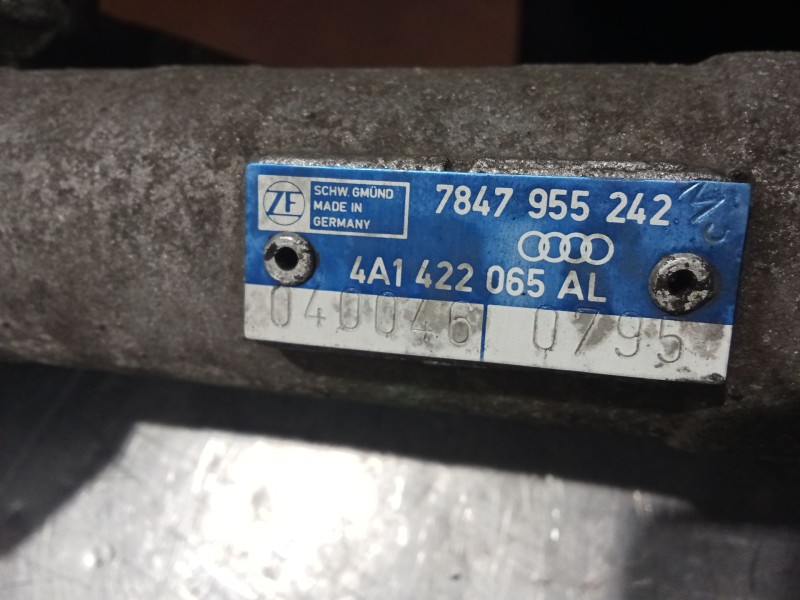 ZF
SCHW. GMÜND
MADE IN
GERMANY
7847 955 242
4A1 422 065 AL
040046 0795